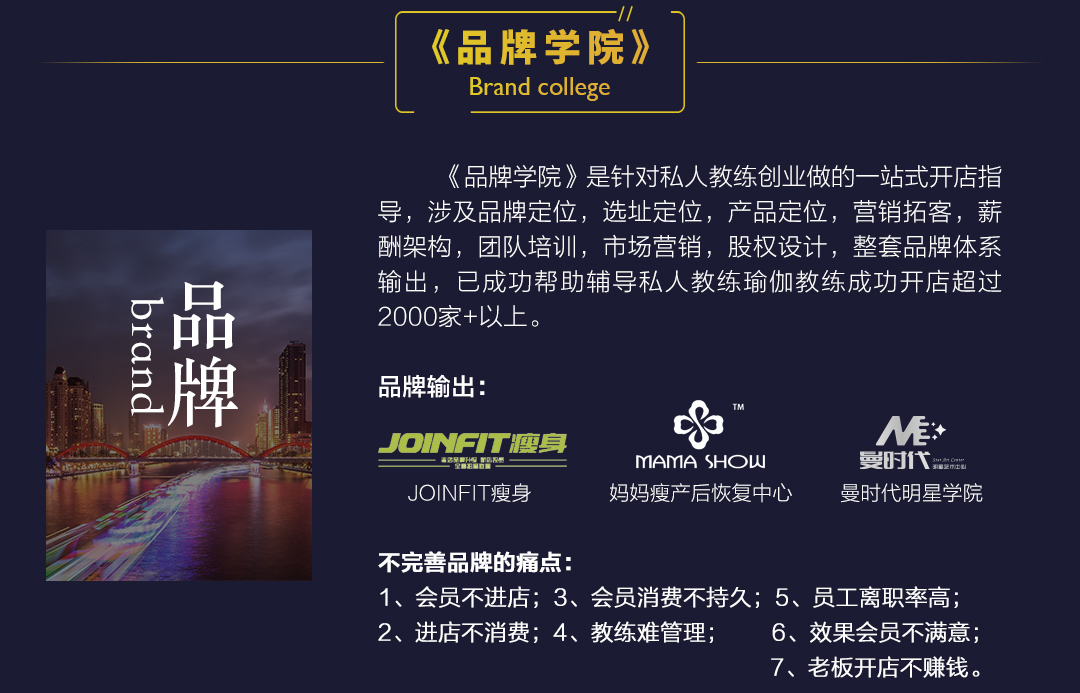 《品牌学院》
Brand college
《品牌学院》是针对私人教练创业做的一站式开店指
导，涉及品牌定位，选址定位，产品定位，营销拓客，薪
酬架构，团队培训，市场营销，股权设计，整套品牌体系
输出，已成功帮助辅导私人教练瑜伽教练成功开店超过
2000家+以上。
品牌
brand
品牌输出：
JOINFIT瘦身
MAMA SHOW
TM
ME
曼时代
JOINFIT瘦身
妈妈瘦产后恢复中心
曼时代明星学院
不完善品牌的痛点：
1、会员不进店；3、会员消费不持久；5、员工离职率高；
2、进店不消费；4、教练难管理； 6、效果会员不满意；
7、老板开店不赚钱。